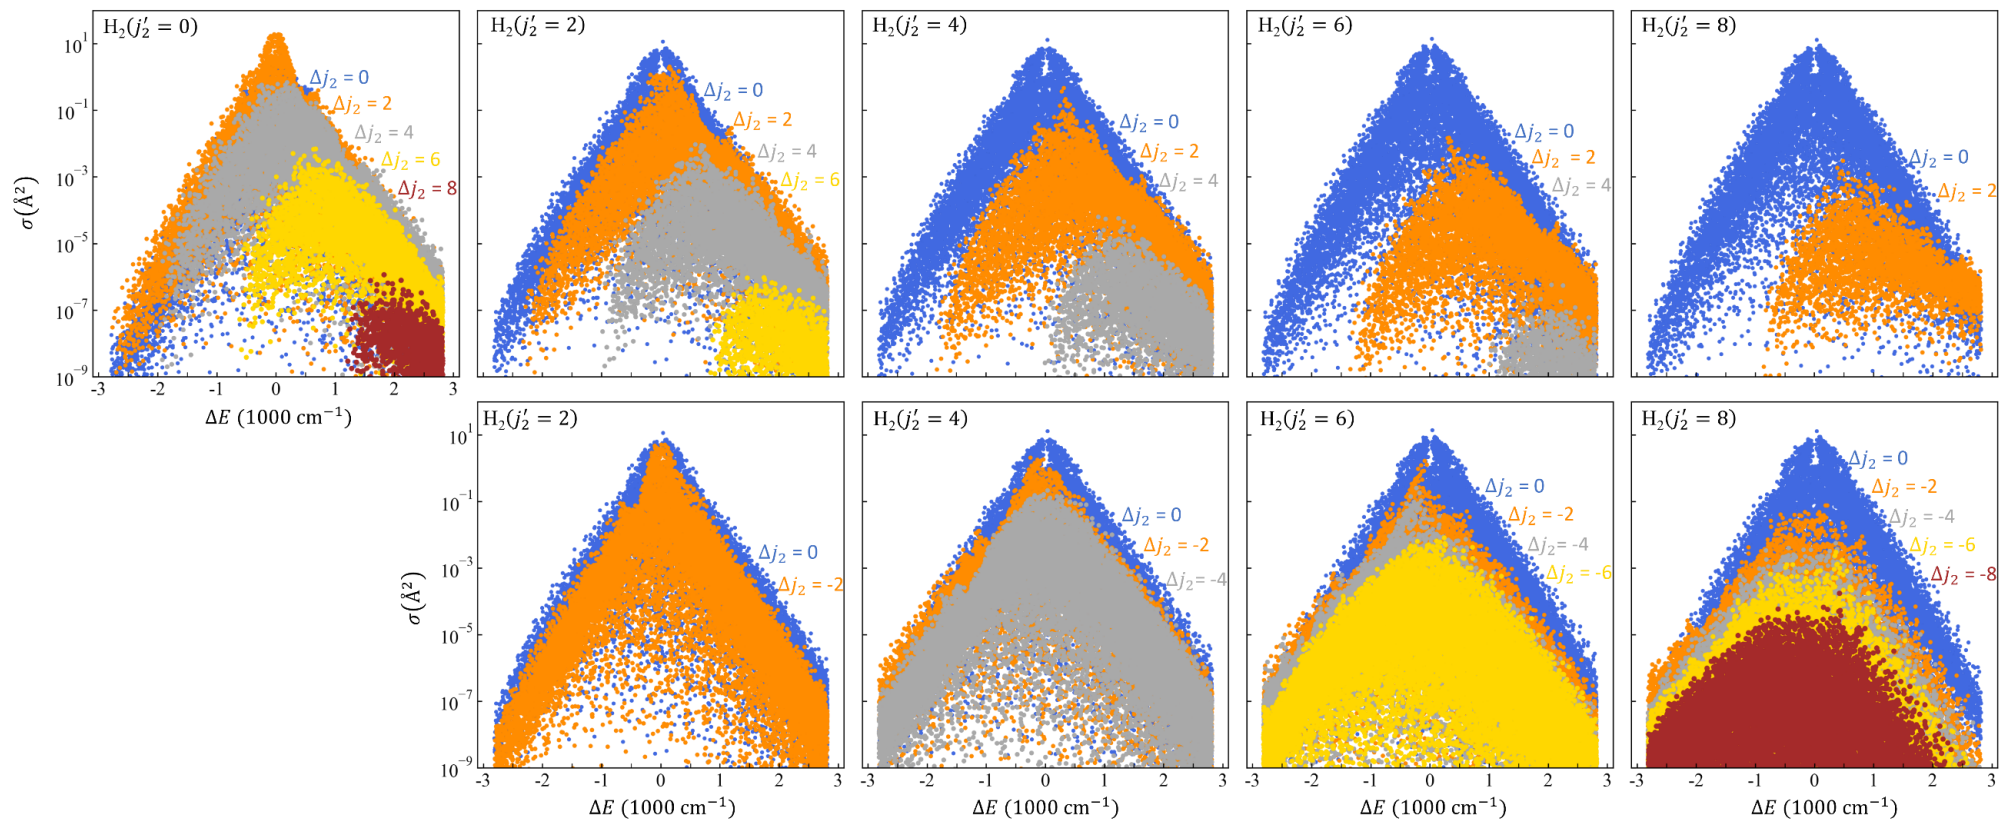 H₂(j₂′ = 0)
H₂(j₂′ = 2)
H₂(j₂′ = 4)
H₂(j₂′ = 6)
H₂(j₂′ = 8)
10¹
10⁻¹
10⁻³
10⁻⁵
10⁻⁷
10⁻⁹
σ(Å²)
Δj₂ = 0
Δj₂ = 2
Δj₂ = 4
Δj₂ = 6
Δj₂ = 8
Δj₂ = 0
Δj₂ = 2
Δj₂ = 4
Δj₂ = 6
Δj₂ = 0
Δj₂ = 2
Δj₂ = 4
Δj₂ = 0
Δj₂ = 2
Δj₂ = 4
Δj₂ = 0
Δj₂ = 2
-3 -2 -1 0 1 2 3
ΔE (1000 cm⁻¹)
H₂(j₂′ = 2)
H₂(j₂′ = 4)
H₂(j₂′ = 6)
H₂(j₂′ = 8)
10¹
10⁻¹
10⁻³
10⁻⁵
10⁻⁷
10⁻⁹
σ(Å²)
Δj₂ = 0
Δj₂ = -2
Δj₂ = 0
Δj₂ = -2
Δj₂ = -4
Δj₂ = 0
Δj₂ = -2
Δj₂ = -4
Δj₂ = -6
Δj₂ = 0
Δj₂ = -2
Δj₂ = -4
Δj₂ = -6
Δj₂ = -8
-3 -2 -1 0 1 2 3
-3 -2 -1 0 1 2 3
-3 -2 -1 0 1 2 3
-3 -2 -1 0 1 2 3
ΔE (1000 cm⁻¹)
ΔE (1000 cm⁻¹)
ΔE (1000 cm⁻¹)
ΔE (1000 cm⁻¹)